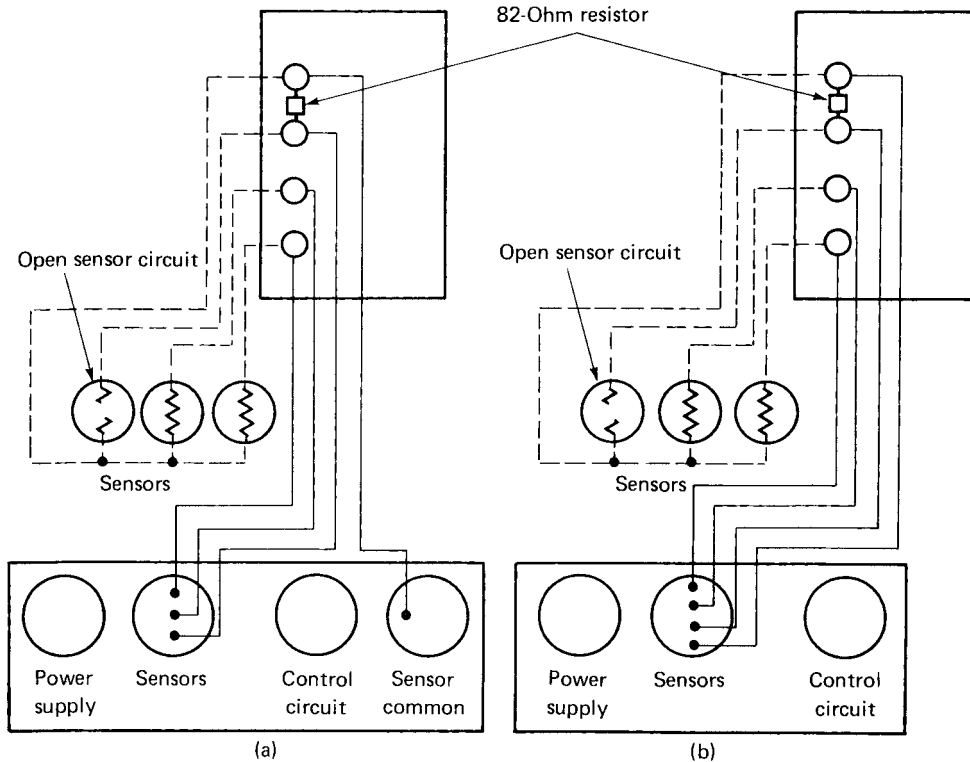 82-Ohm resistor
Open sensor circuit
Open sensor circuit
Sensors
Sensors
Power
supply
Sensors
Control
circuit
Sensor
common
Power
supply
Sensors
Control
circuit
(a)
(b)